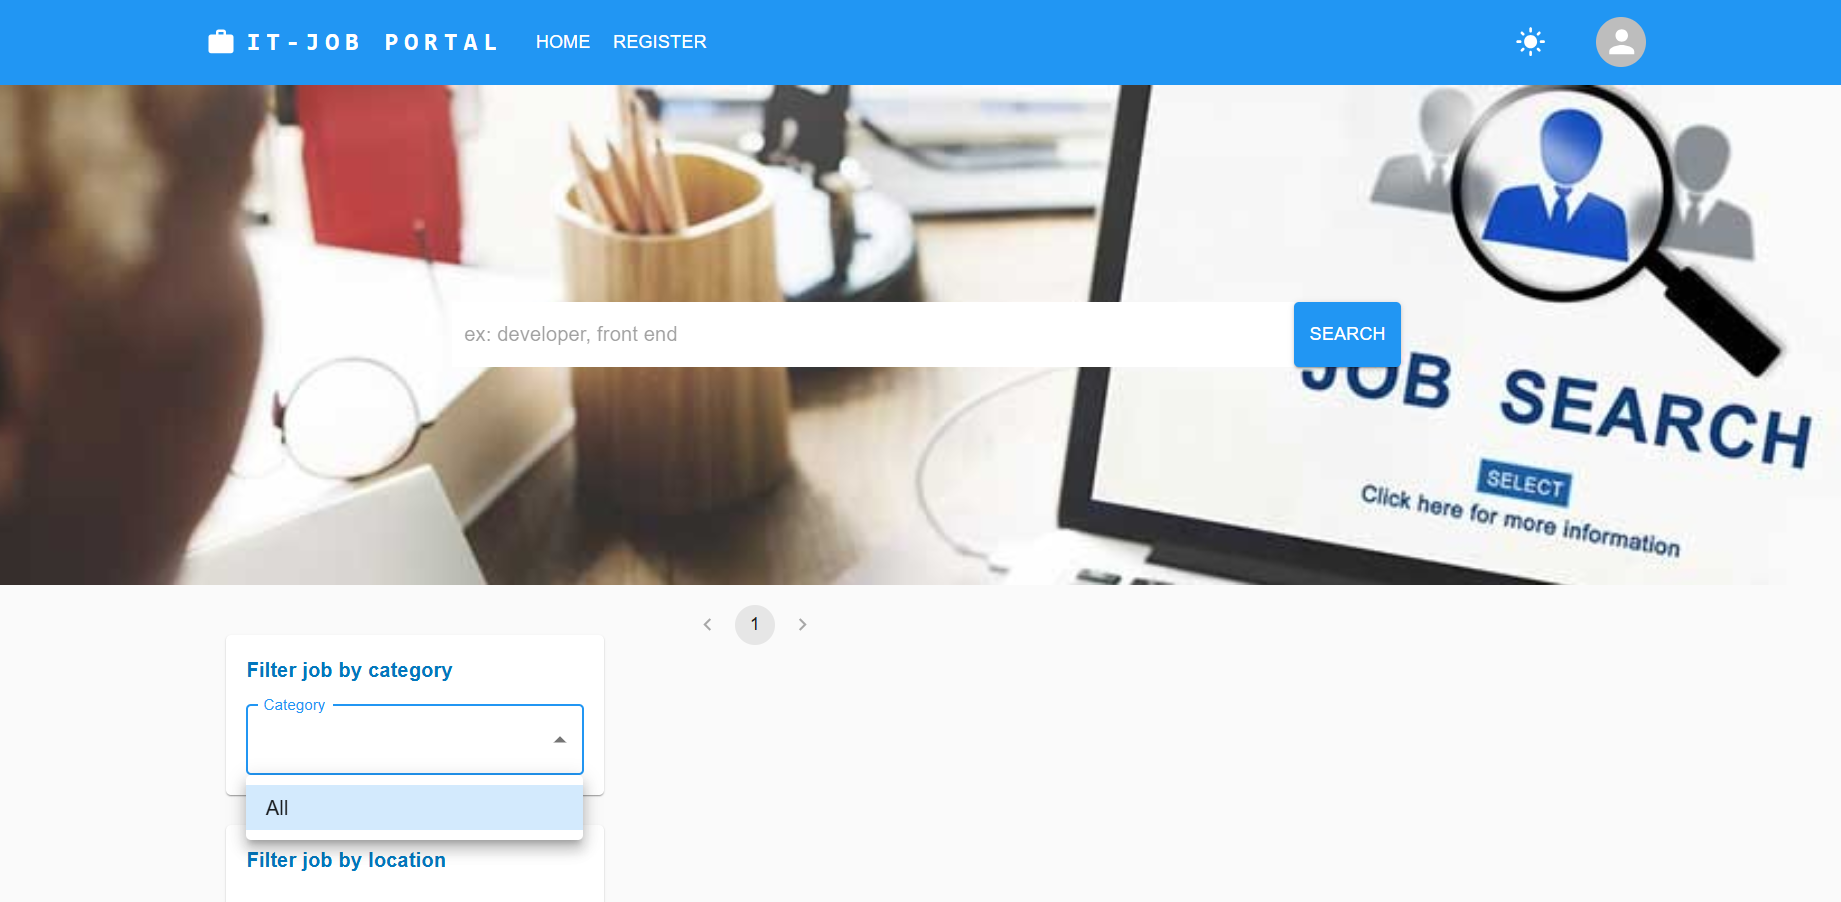 IT-JOB PORTAL HOME REGISTER
ex: developer, front end SEARCH
JOB SEARCH
SELECT
Click here for more information
1
Filter job by category
Category
All
Filter job by location